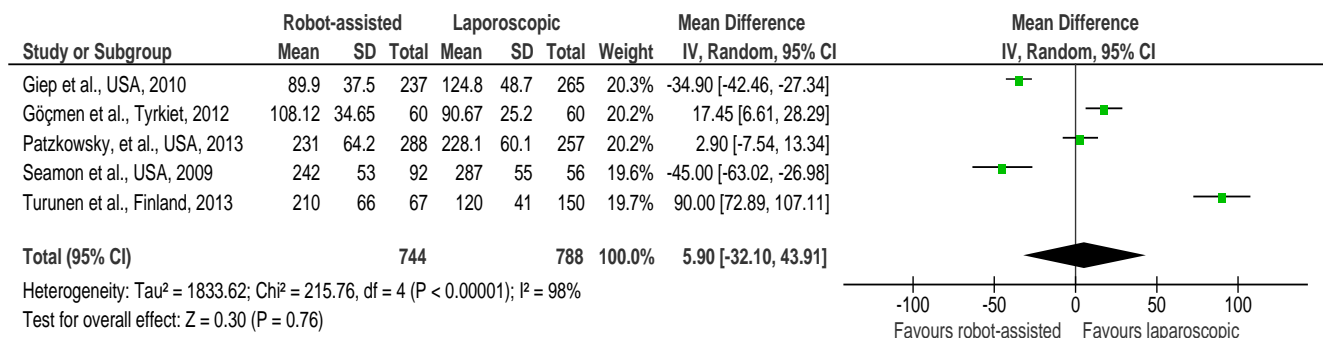 Robot-assisted Laparoscopic Mean Difference Mean Difference
Study or Subgroup Mean SD Total Mean SD Total Weight IV, Random, 95% CI IV, Random, 95% CI
Giep et al., USA, 2010 89.9 37.5 237 124.8 48.7 265 20.3% -34.90 [-42.46, -27.34]
Göçmen et al., Tyrkiet, 2012 108.12 34.65 60 90.67 25.2 60 20.2% 17.45 [6.61, 28.29]
Patzkowsky, et al., USA, 2013 231 64.2 288 228.1 60.1 257 20.2% 2.90 [-7.54, 13.34]
Seamon et al., USA, 2009 242 53 92 287 55 56 19.6% -45.00 [-63.02, -26.98]
Turunen et al., Finland, 2013 210 66 67 120 41 150 19.7% 90.00 [72.89, 107.11]
Total (95% CI) 744 788 100.0% 5.90 [-32.10, 43.91]
Heterogeneity: Tau² = 1833.62; Chi² = 215.76, df = 4 (P < 0.00001); I² = 98%
Test for overall effect: Z = 0.30 (P = 0.76)
-100 -50 0 50 100
Favours robot-assisted Favours laparoscopic